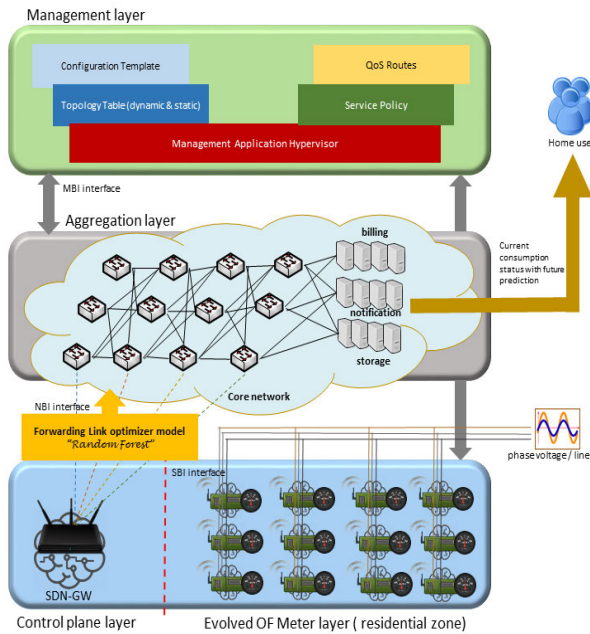 Management layer
Configuration Template
QoS Routes
Topology Table (dynamic & static)
Service Policy
Management Application Hypervisor
Home use
MBI interface
Aggregation layer
billing
notification
storage
Core network
Current
consumption
status with future
prediction
NBI interface
Forwarding Link optimizer model
"Random Forest"
SBI interface
phase voltage / line
SDN-GW
Control plane layer
Evolved OF Meter layer ( residential zone)